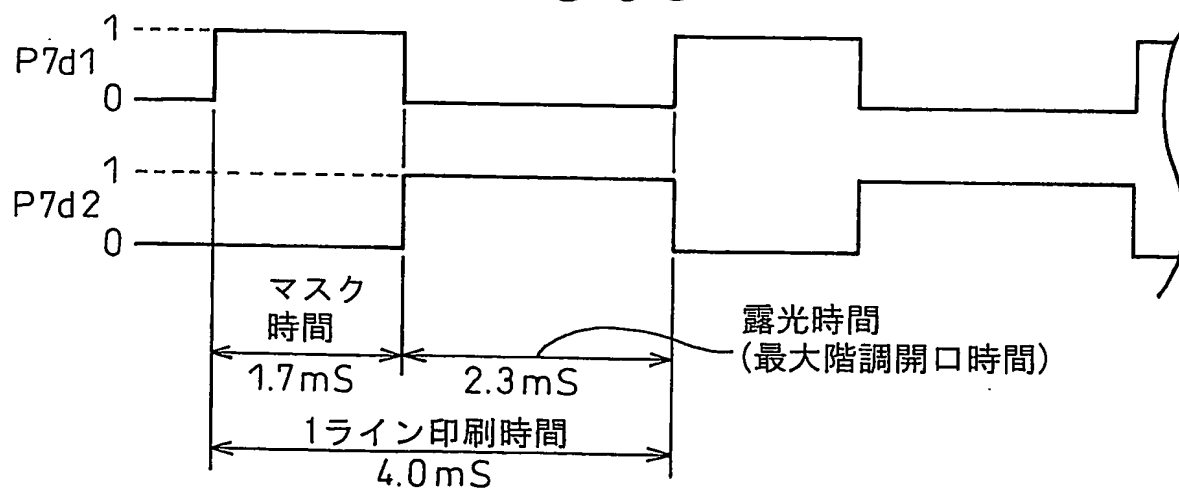 1
P7d1
0
1
P7d2
0
マスク
時間
1.7mS
2.3mS
露光時間
(最大階調開口時間)
1ライン印刷時間
4.0mS